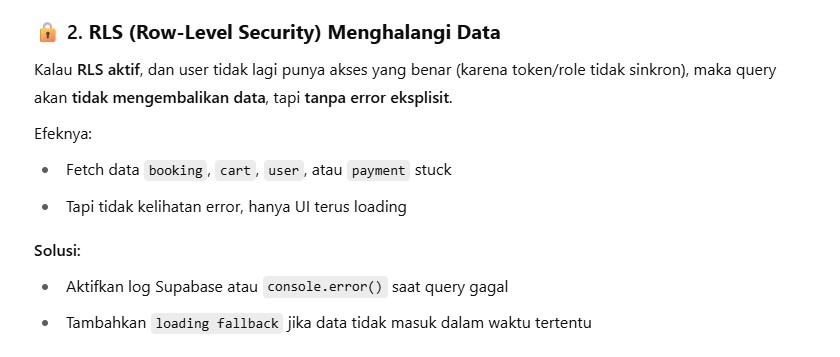 🔒 2. RLS (Row-Level Security) Menghalangi Data
Kalau RLS aktif, dan user tidak lagi punya akses yang benar (karena token/role tidak sinkron), maka query
akan tidak mengembalikan data, tapi tanpa error eksplisit.
Efeknya:
• Fetch data booking, cart, user, atau payment stuck
• Tapi tidak kelihatan error, hanya UI terus loading
Solusi:
• Aktifkan log Supabase atau console.error() saat query gagal
• Tambahkan loading fallback jika data tidak masuk dalam waktu tertentu